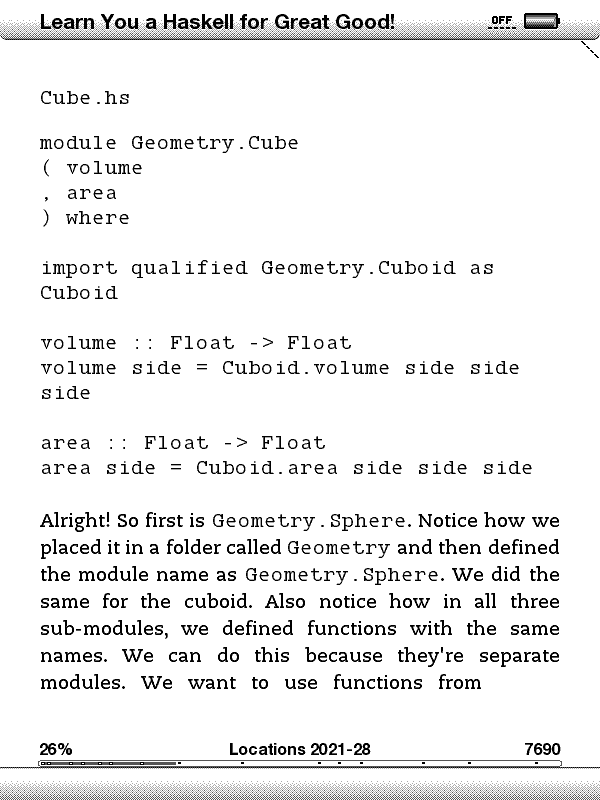 Learn You a Haskell for Great Good!
OFF
Cube.hs
module Geometry.Cube
( volume
, area
) where
import qualified Geometry.Cuboid as
Cuboid
volume :: Float -> Float
volume side = Cuboid.volume side side
side
area :: Float -> Float
area side = Cuboid.area side side side
Alright! So first is Geometry.Sphere. Notice how we
placed it in a folder called Geometry and then defined
the module name as Geometry.Sphere. We did the
same for the cuboid. Also notice how in all three
sub-modules, we defined functions with the same
names. We can do this because they're separate
modules. We want to use functions from
26% Locations 2021-28 7690